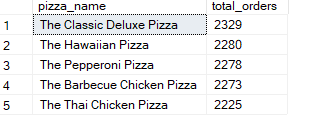 pizza_name total_orders
1 The Classic Deluxe Pizza 2329
2 The Hawaiian Pizza 2280
3 The Pepperoni Pizza 2278
4 The Barbecue Chicken Pizza 2273
5 The Thai Chicken Pizza 2225